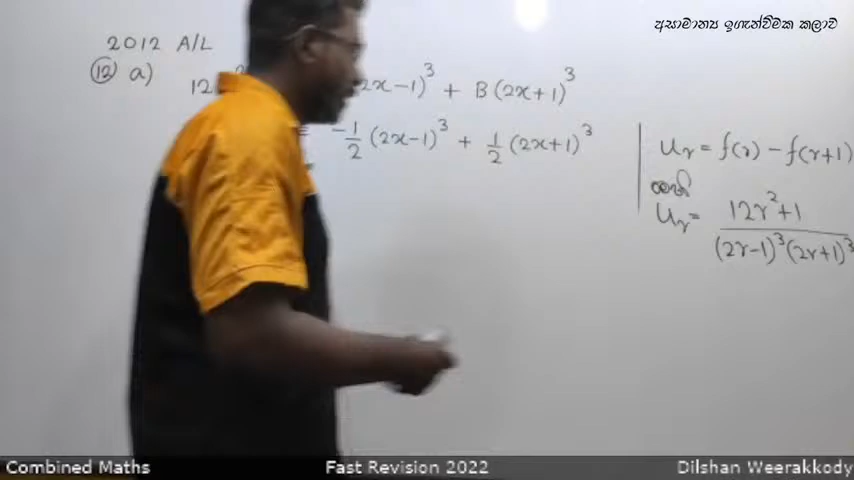 අසාමාන්‍ය ඉගැන්වීමක කලාව
2012 A/L
⑫ a)
12 2x-1)³ + B(2x+1)³
-1/2 (2x-1)³ + 1/2 (2x+1)³
Uᵣ = f(r) - f(r+1)
Uᵣ = 12r²+1 / (2r-1)³(2r+1)³
Combined Maths Fast Revision 2022 Dilshan Weerakkody